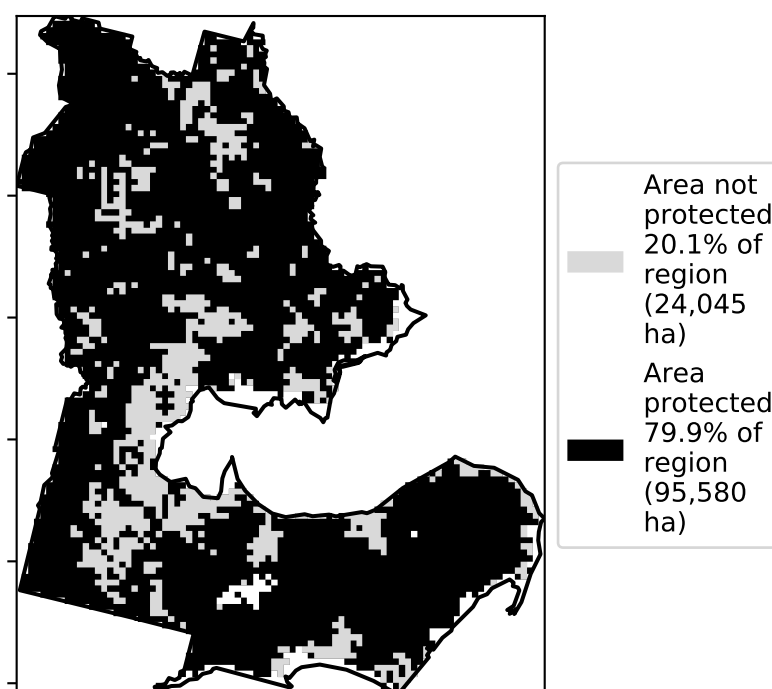 Area not
protected
20.1% of
region
(24,045
ha)
Area
protected
79.9% of
region
(95,580
ha)